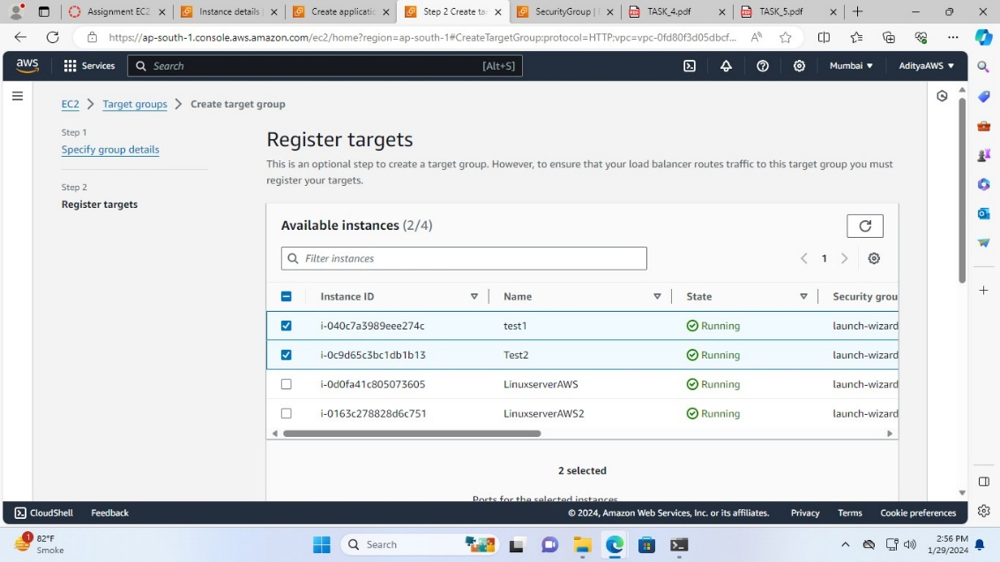 Assignment EC2
Instance details |
Create applicatio
Step 2 Create ta
SecurityGroup |
TASK_4.pdf
TASK_5.pdf
https://ap-south-1.console.aws.amazon.com/ec2/home?region=ap-south-1#CreateTargetGroup:protocol=HTTP;vpc=vpc-0fd80f3d05dbcf...
aws Services Search [Alt+S] Mumbai ▼ AdityaAWS ▼
EC2 > Target groups > Create target group
Step 1
Specify group details
Step 2
Register targets
Register targets
This is an optional step to create a target group. However, to ensure that your load balancer routes traffic to this target group you must
register your targets.
Available instances (2/4)
Filter instances
1
Instance ID Name State Security grou
i-040c7a3989eee274c test1 Running launch-wizard
i-0c9d65c3bc1db1b13 Test2 Running launch-wizard
i-0d0fa41c805073605 LinuxserverAWS Running launch-wizard
i-0163c278828d6c751 LinuxserverAWS2 Running launch-wizard
2 selected
Ports for the selected instances
CloudShell Feedback © 2024, Amazon Web Services, Inc. or its affiliates. Privacy Terms Cookie preferences
1
82°F
Smoke
Search
2:56 PM
1/29/2024